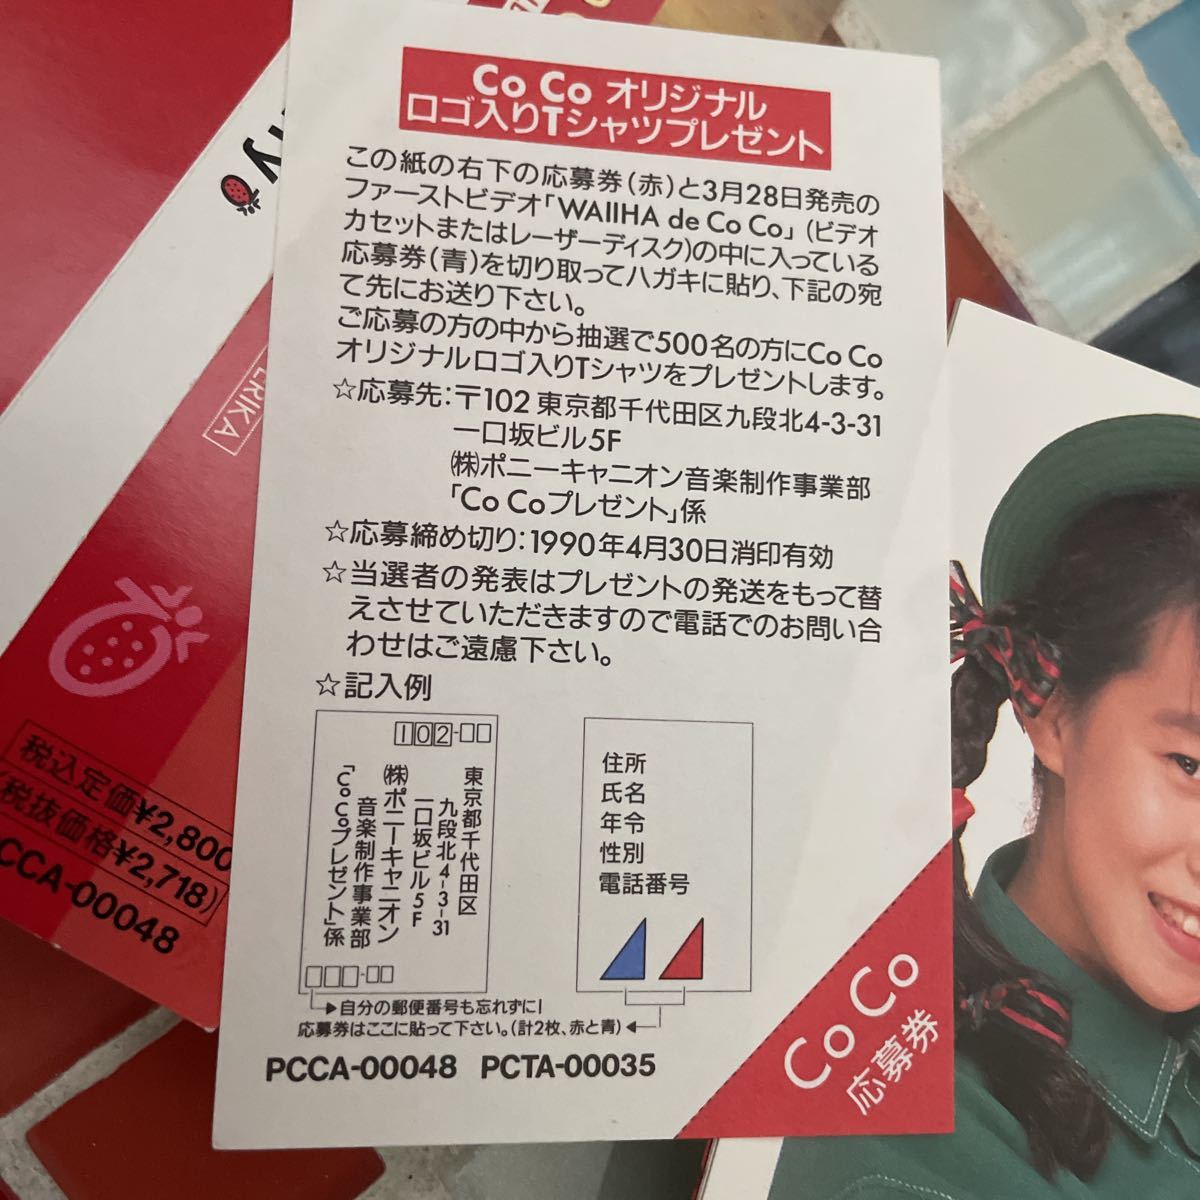 Co Co オリジナル
ロゴ入りTシャツプレゼント
この紙の右下の応募券(赤)と3月28日発売の
ファーストビデオ「WAIIHA de Co Co」(ビデオ
カセットまたはレーザーディスク)の中に入っている
応募券(青)を切り取ってハガキに貼り、下記の宛
て先にお送り下さい。
ご応募の方の中から抽選で500名の方にCo Co
オリジナルロゴ入りTシャツをプレゼントします。
☆応募先:〒102 東京都千代田区九段北4-3-31
一口坂ビル5F
㈱ポニーキャニオン音楽制作事業部
「Co Coプレゼント」係
☆応募締め切り:1990年4月30日消印有効
☆当選者の発表はプレゼントの発送をもって替
えさせていただきますので電話でのお問い合
わせはご遠慮下さい。
☆記入例
102-□□
東京都千代田区
九段北4-3-31
一口坂ビル5F
㈱ポニーキャニオン
音楽制作事業部
「CoCoプレゼント」係
□□□-□□
住所
氏名
年令
性別
電話番号
自分の郵便番号も忘れずに!
応募券はここに貼って下さい。(計2枚、赤と青)
PCCA-00048 PCTA-00035
Co Co
応募券
ERIKA
税込定価¥2,800
(税抜価格¥2,718)
PCCA-00048